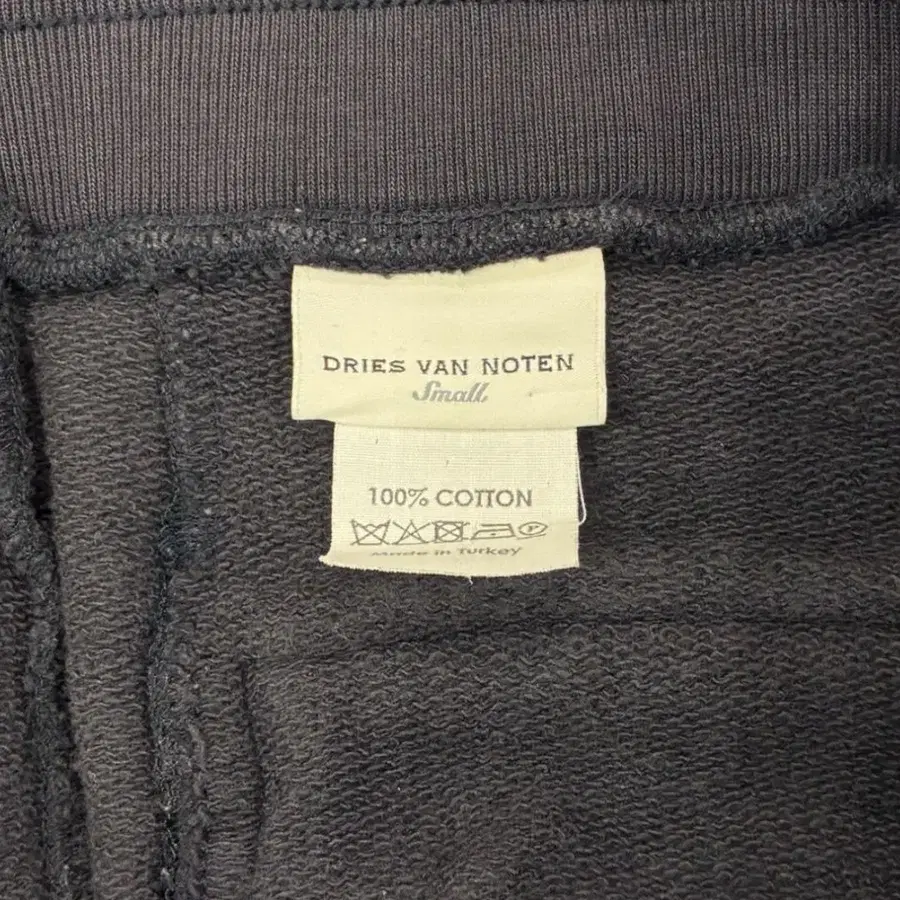 DRIES VAN NOTEN
Small
100% COTTON
P
Made in Turkey